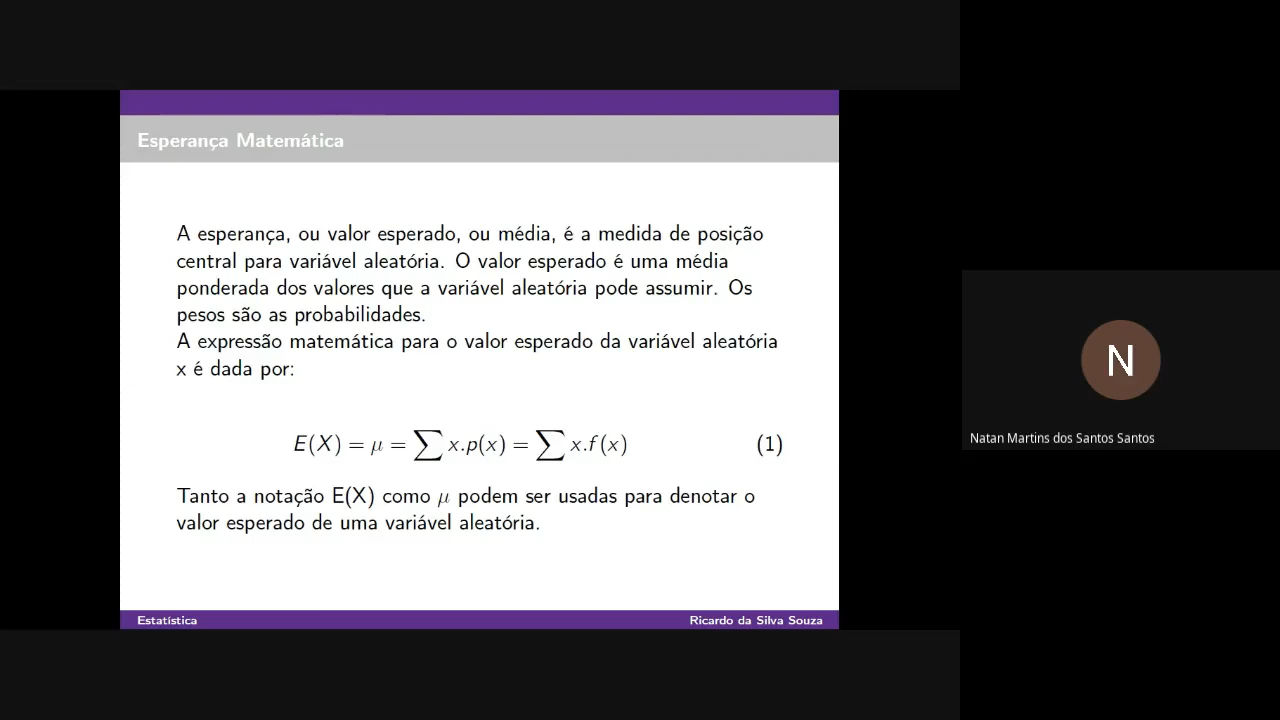 Esperança Matemática
A esperança, ou valor esperado, ou média, é a medida de posição
central para variável aleatória. O valor esperado é uma média
ponderada dos valores que a variável aleatória pode assumir. Os
pesos são as probabilidades.
A expressão matemática para o valor esperado da variável aleatória
x é dada por:
E(X) = μ = ∑ x.p(x) = ∑ x.f(x) (1)
Tanto a notação E(X) como μ podem ser usadas para denotar o
valor esperado de uma variável aleatória.
Estatística Ricardo da Silva Souza
N
Natan Martins dos Santos Santos